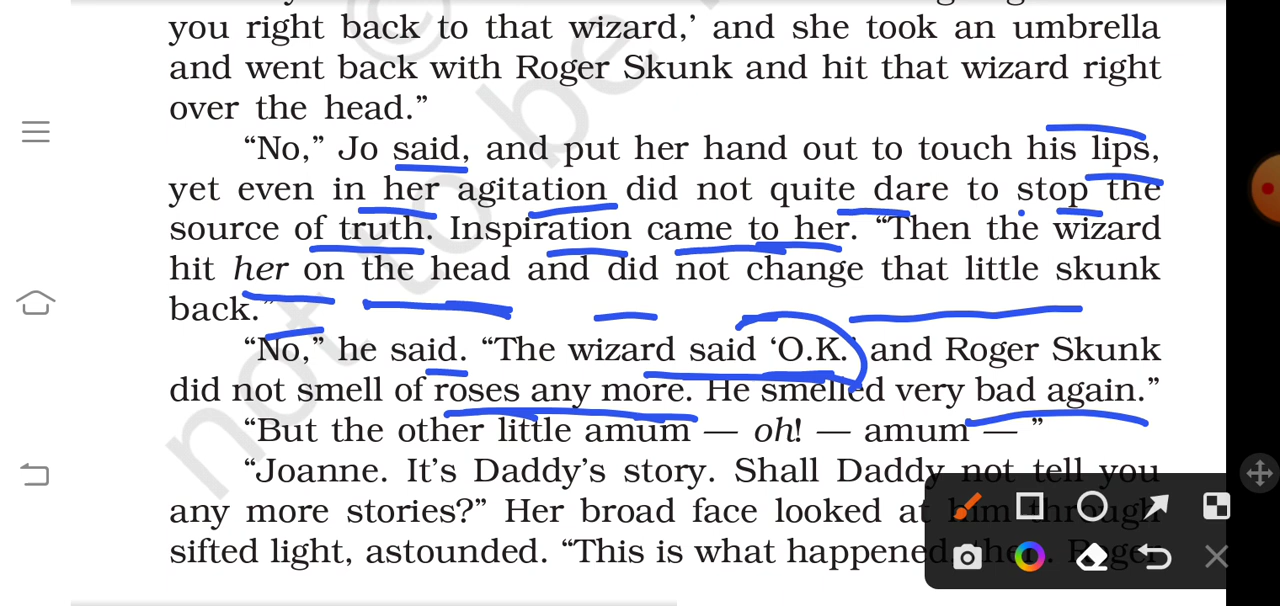 you right back to that wizard,’ and she took an umbrella
and went back with Roger Skunk and hit that wizard right
over the head.”
“No,” Jo said, and put her hand out to touch his lips,
yet even in her agitation did not quite dare to stop the
source of truth. Inspiration came to her. “Then the wizard
hit her on the head and did not change that little skunk
back.”
“No,” he said. “The wizard said ‘O.K.’ and Roger Skunk
did not smell of roses any more. He smelled very bad again.”
“But the other little amum — oh! — amum — ”
“Joanne. It’s Daddy’s story. Shall Daddy not tell you
any more stories?” Her broad face looked at him through
sifted light, astounded. “This is what happened, then. Roger
not to be